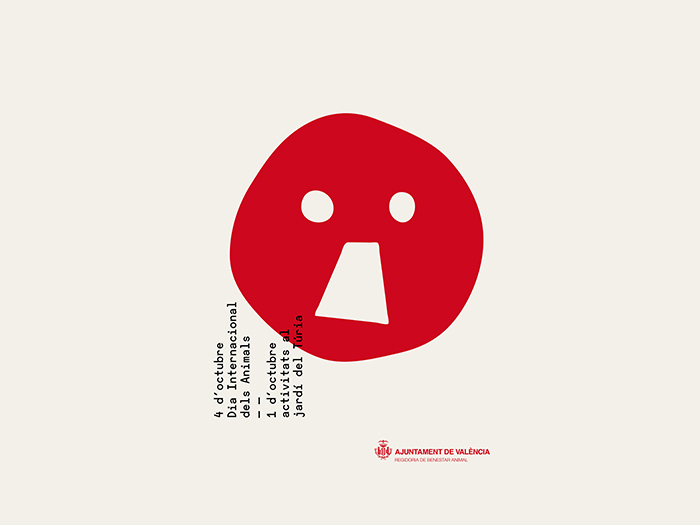 4 d'octubre
Dia Internacional
dels Animals
——
1 d'octubre
activitats al
jardí del Túria
AJUNTAMENT DE VALÈNCIA
REGIDORIA DE BENESTAR ANIMAL